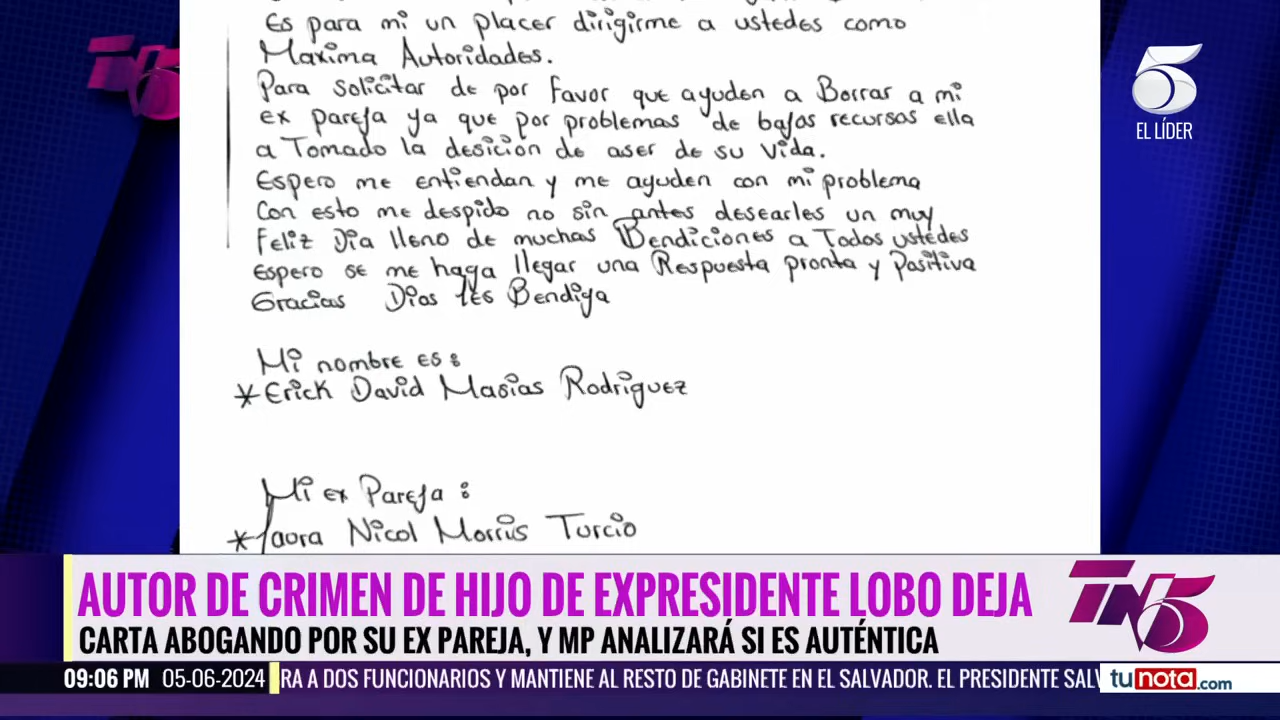 Es para mi un placer dirigirme a ustedes como
Maxima Autoridades.
Para solicitar de por favor que ayuden a Borrar a mi
ex pareja ya que por problemas de bajos recursos ella
a Tomado la desición de aser de su vida.
Espero me entiendan y me ayuden con mi problema
Con esto me despido no sin antes desearles un muy
Feliz Dia lleno de muchas Bendiciones a Todos ustedes
Espero se me haga llegar una Respuesta pronta y Positiva
Gracias Dios les Bendiga
Mi nombre es:
*Erick David Masias Rodriguez
Mi ex Pareja:
*Laura Nicol Morris Turcio
5
EL LÍDER
TN5
AUTOR DE CRIMEN DE HIJO DE EXPRESIDENTE LOBO DEJA
CARTA ABOGANDO POR SU EX PAREJA, Y MP ANALIZARÁ SI ES AUTÉNTICA
TN5
09:06 PM 05-06-2024 RA A DOS FUNCIONARIOS Y MANTIENE AL RESTO DE GABINETE EN EL SALVADOR. EL PRESIDENTE SALV
tunota.com